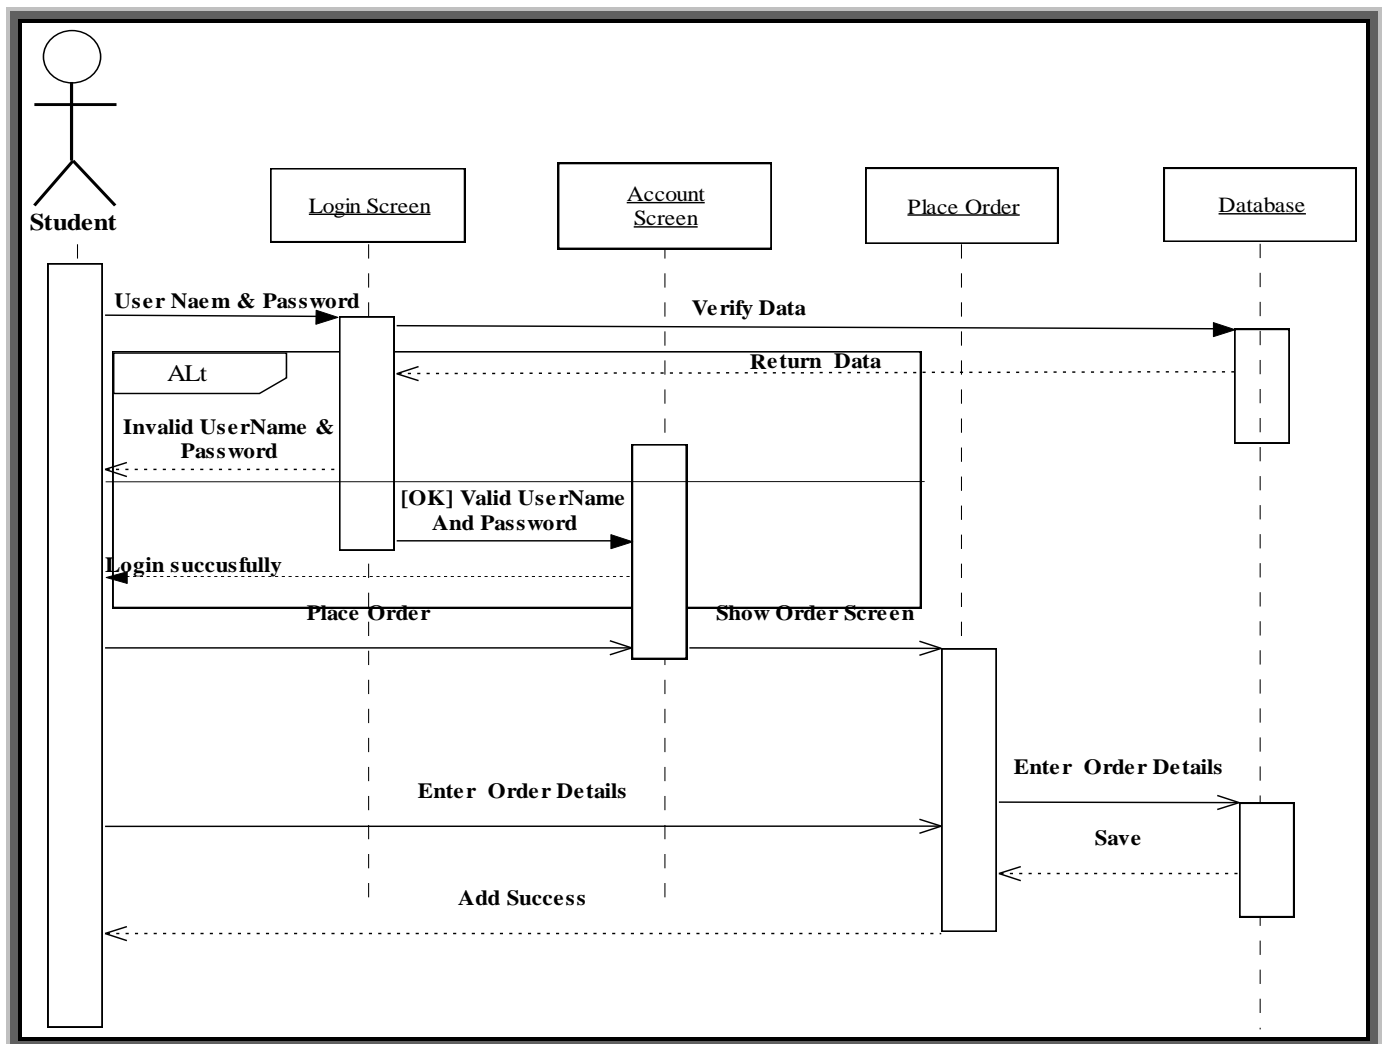 Student
Login Screen
Account
Screen
Place Order
Database
User Naem & Password
Verify Data
ALt
Return Data
Invalid UserName &
Password
[OK] Valid UserName
And Password
Login succusfully
Place Order
Show Order Screen
Enter Order Details
Enter Order Details
Save
Add Success